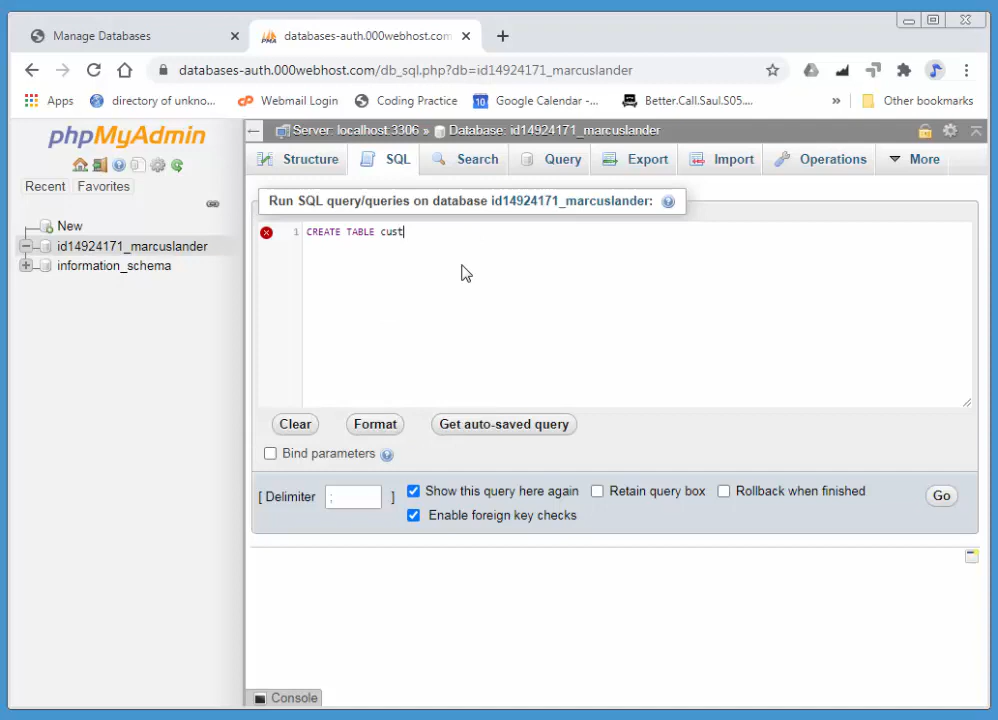 Manage Databases
databases-auth.000webhost.com
databases-auth.000webhost.com/db_sql.php?db=id14924171_marcuslander
Apps directory of unkno... Webmail Login Coding Practice 10 Google Calendar -... Better.Call.Saul.S05.... » Other bookmarks
phpMyAdmin
Recent Favorites
New
id14924171_marcuslander
information_schema
Server: localhost:3306 » Database: id14924171_marcuslander
Structure SQL Search Query Export Import Operations More
Run SQL query/queries on database id14924171_marcuslander:
1 CREATE TABLE cust
Clear Format Get auto-saved query
Bind parameters
[ Delimiter ; ] Show this query here again Retain query box Rollback when finished Go
Enable foreign key checks
Console